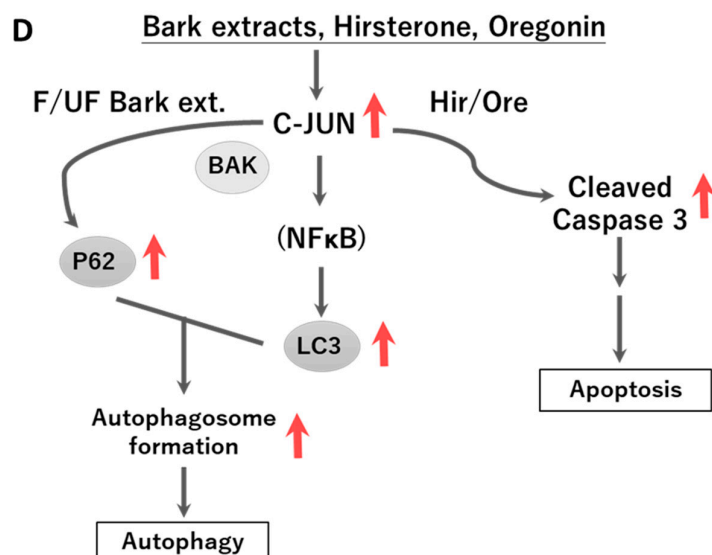 D
Bark extracts, Hirsterone, Oregonin
F/UF Bark ext.
Hir/Ore
C-JUN
BAK
Cleaved
Caspase 3
(NFκB)
P62
LC3
Apoptosis
Autophagosome
formation
Autophagy